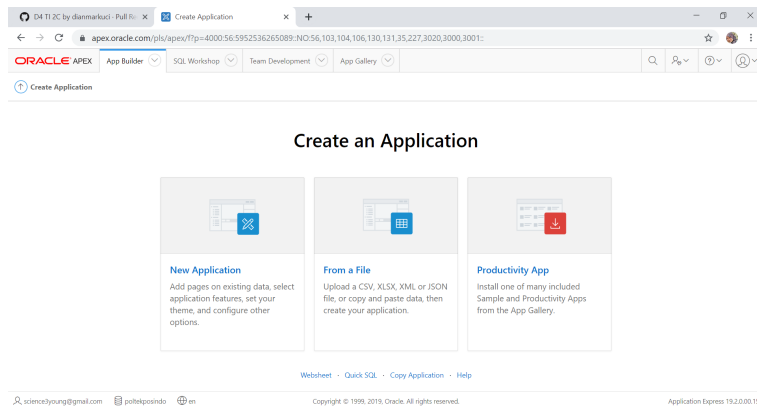 D4 TI 2C by dianmarkuci - Pull Re
Create Application
apex.oracle.com/pls/apex/f?p=4000:56:5952536265089::NO:56,103,104,106,130,131,35,227,3020,3000,3001::
ORACLE APEX App Builder SQL Workshop Team Development App Gallery
Create Application
Create an Application
New Application
Add pages on existing data, select
application features, set your
theme, and configure other
options.
From a File
Upload a CSV, XLSX, XML or JSON
file, or copy and paste data, then
create your application.
Productivity App
Install one of many included
Sample and Productivity Apps
from the App Gallery.
Websheet · Quick SQL · Copy Application · Help
science3young@gmail.com poltekposindo en Copyright © 1999, 2019, Oracle. All rights reserved. Application Express 19.2.0.00.1